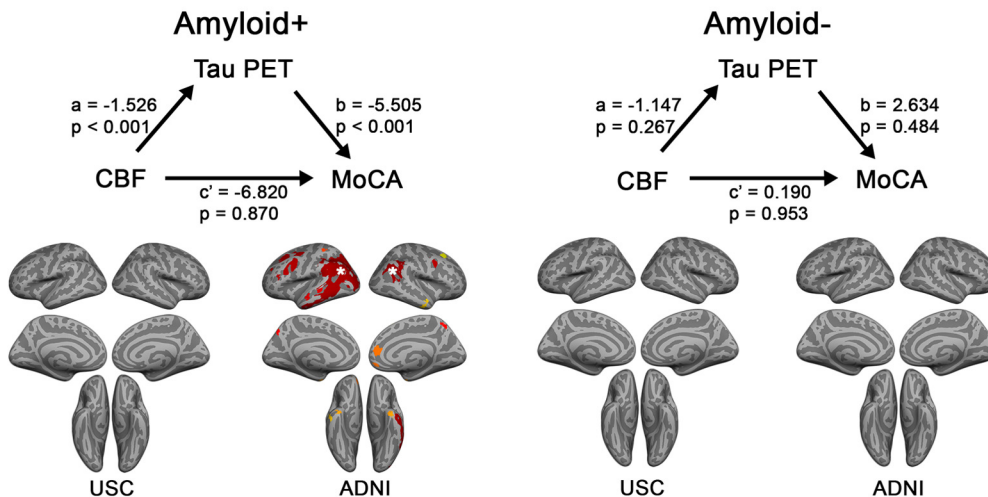 Amyloid+
Tau PET
a = -1.526
p < 0.001
b = -5.505
p < 0.001
CBF
MoCA
c' = -6.820
p = 0.870
* *
USC
ADNI
Amyloid-
Tau PET
a = -1.147
p = 0.267
b = 2.634
p = 0.484
CBF
MoCA
c' = 0.190
p = 0.953
USC
ADNI